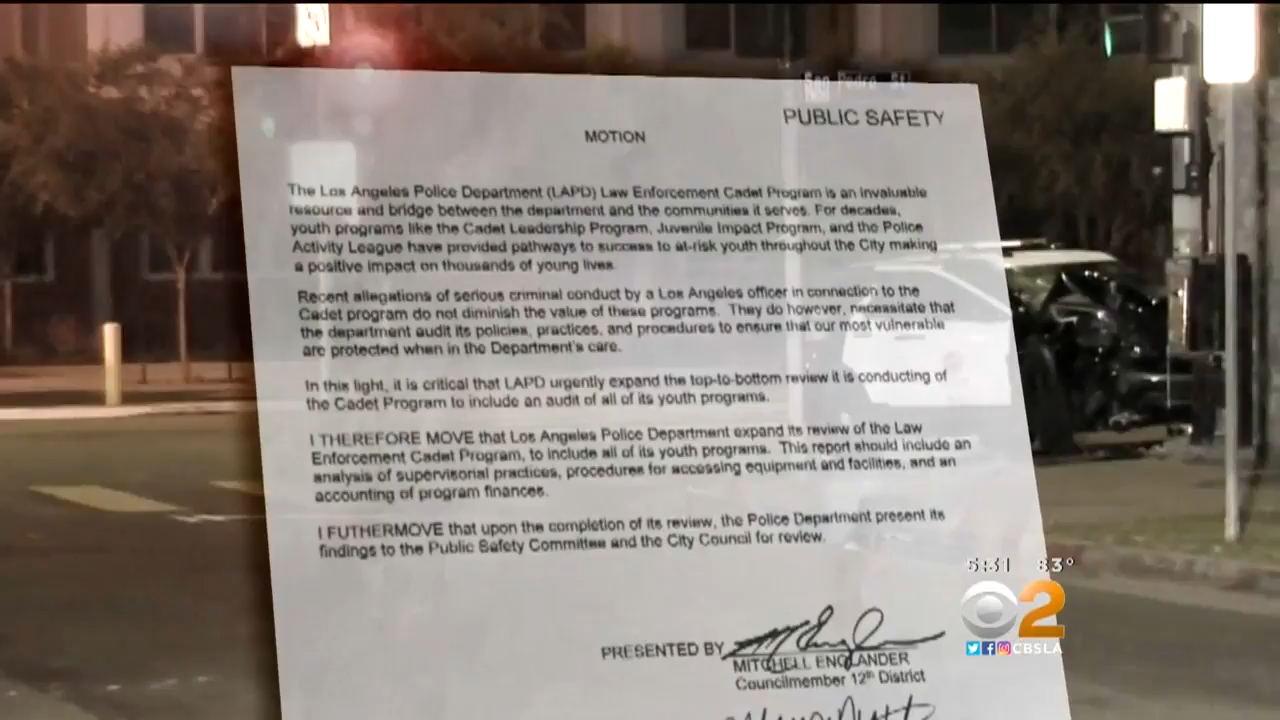 San Pedro St
PUBLIC SAFETY
MOTION
The Los Angeles Police Department (LAPD) Law Enforcement Cadet Program is an invaluable
resource and bridge between the department and the communities it serves. For decades,
youth programs like the Cadet Leadership Program, Juvenile Impact Program, and the Police
Activity League have provided pathways to success to at-risk youth throughout the City making
a positive impact on thousands of young lives.
Recent allegations of serious criminal conduct by a Los Angeles officer in connection to the
Cadet program do not diminish the value of these programs. They do however, necessitate that
the department audit its policies, practices, and procedures to ensure that our most vulnerable
are protected when in the Department's care.
In this light, it is critical that LAPD urgently expand the top-to-bottom review it is conducting of
the Cadet Program to include an audit of all of its youth programs.
I THEREFORE MOVE that Los Angeles Police Department expand its review of the Law
Enforcement Cadet Program, to include all of its youth programs. This report should include an
analysis of supervisorial practices, procedures for accessing equipment and facilities, and an
accounting of program finances.
I FUTHERMOVE that upon the completion of its review, the Police Department present its
findings to the Public Safety Committee and the City Council for review.
PRESENTED BY
MITCHELL ENGLANDER
Councilmember 12th District
5:31 83°
2
CBSLA